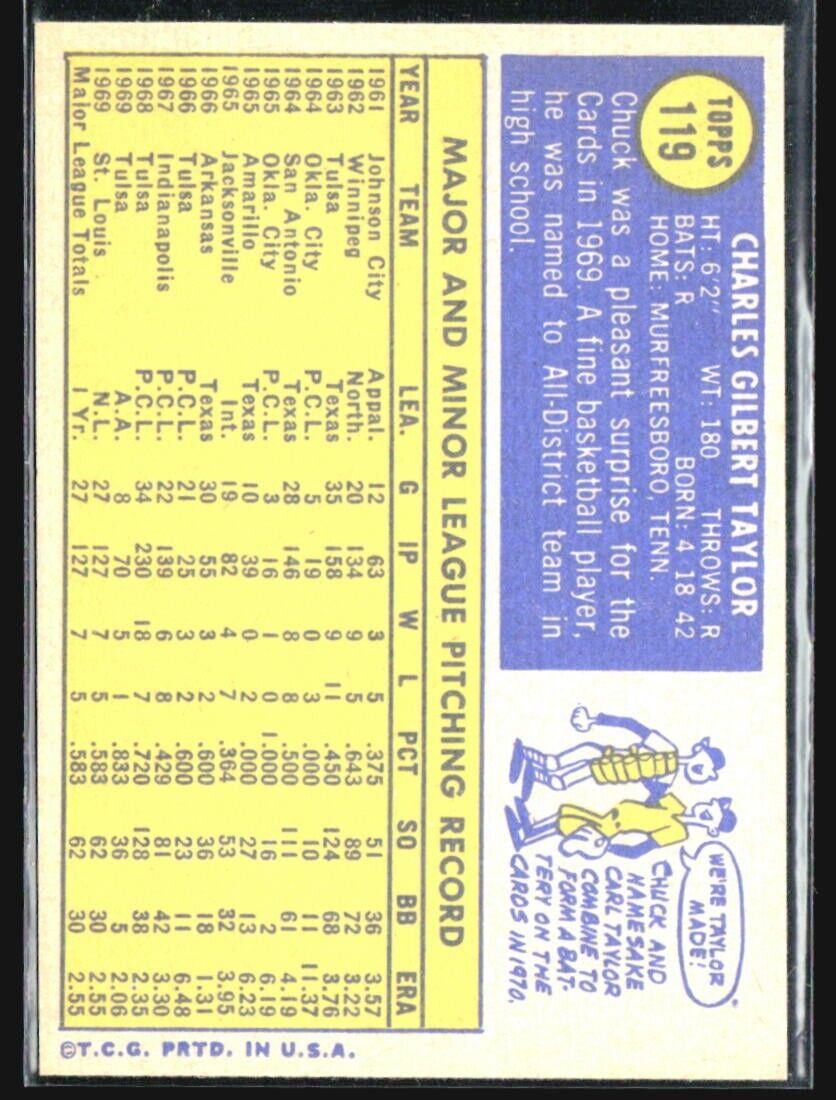 TOPPS
119
CHARLES GILBERT TAYLOR
HT: 6'2" WT: 180 THROWS: R
BATS: R BORN: 4 18 42
HOME: MURFREESBORO, TENN.
Chuck was a pleasant surprise for the
Cards in 1969. A fine basketball player,
he was named to All-District team in
high school.
WE'RE TAYLOR
MADE!
CHUCK AND
NAMESAKE
CARL TAYLOR
COMBINE TO
FORM A BAT-
TERY ON THE
CARDS IN 1970.
MAJOR AND MINOR LEAGUE PITCHING RECORD
YEAR TEAM LEA. G IP W L PCT SO BB ERA
1961 Johnson City Appal. 12 63 3 5 .375 51 36 3.57
1962 Winnipeg North. 20 134 9 5 .643 89 72 3.22
1963 Tulsa Texas 35 158 9 11 .450 124 68 3.76
1964 Okla. City P.C.L. 5 19 0 3 .000 10 11 11.37
1964 San Antonio Texas 28 146 8 8 .500 111 61 4.19
1965 Okla. City P.C.L. 3 16 1 0 1.000 16 2 6.19
1965 Amarillo Texas 10 39 0 2 .000 27 13 6.23
1965 Jacksonville Int. 19 82 4 7 .364 53 32 3.95
1966 Arkansas Texas 30 55 3 2 .600 36 18 1.31
1966 Tulsa P.C.L. 21 25 3 2 .600 23 11 6.48
1967 Indianapolis P.C.L. 22 139 6 8 .429 81 42 3.30
1968 Tulsa P.C.L. 34 230 18 7 .720 128 38 2.35
1969 Tulsa A.A. 8 70 5 1 .833 36 5 2.06
1969 St. Louis N.L. 27 127 7 5 .583 62 30 2.55
Major League Totals 1 Yr. 27 127 7 5 .583 62 30 2.55
©T.C.G. PRTD. IN U.S.A.